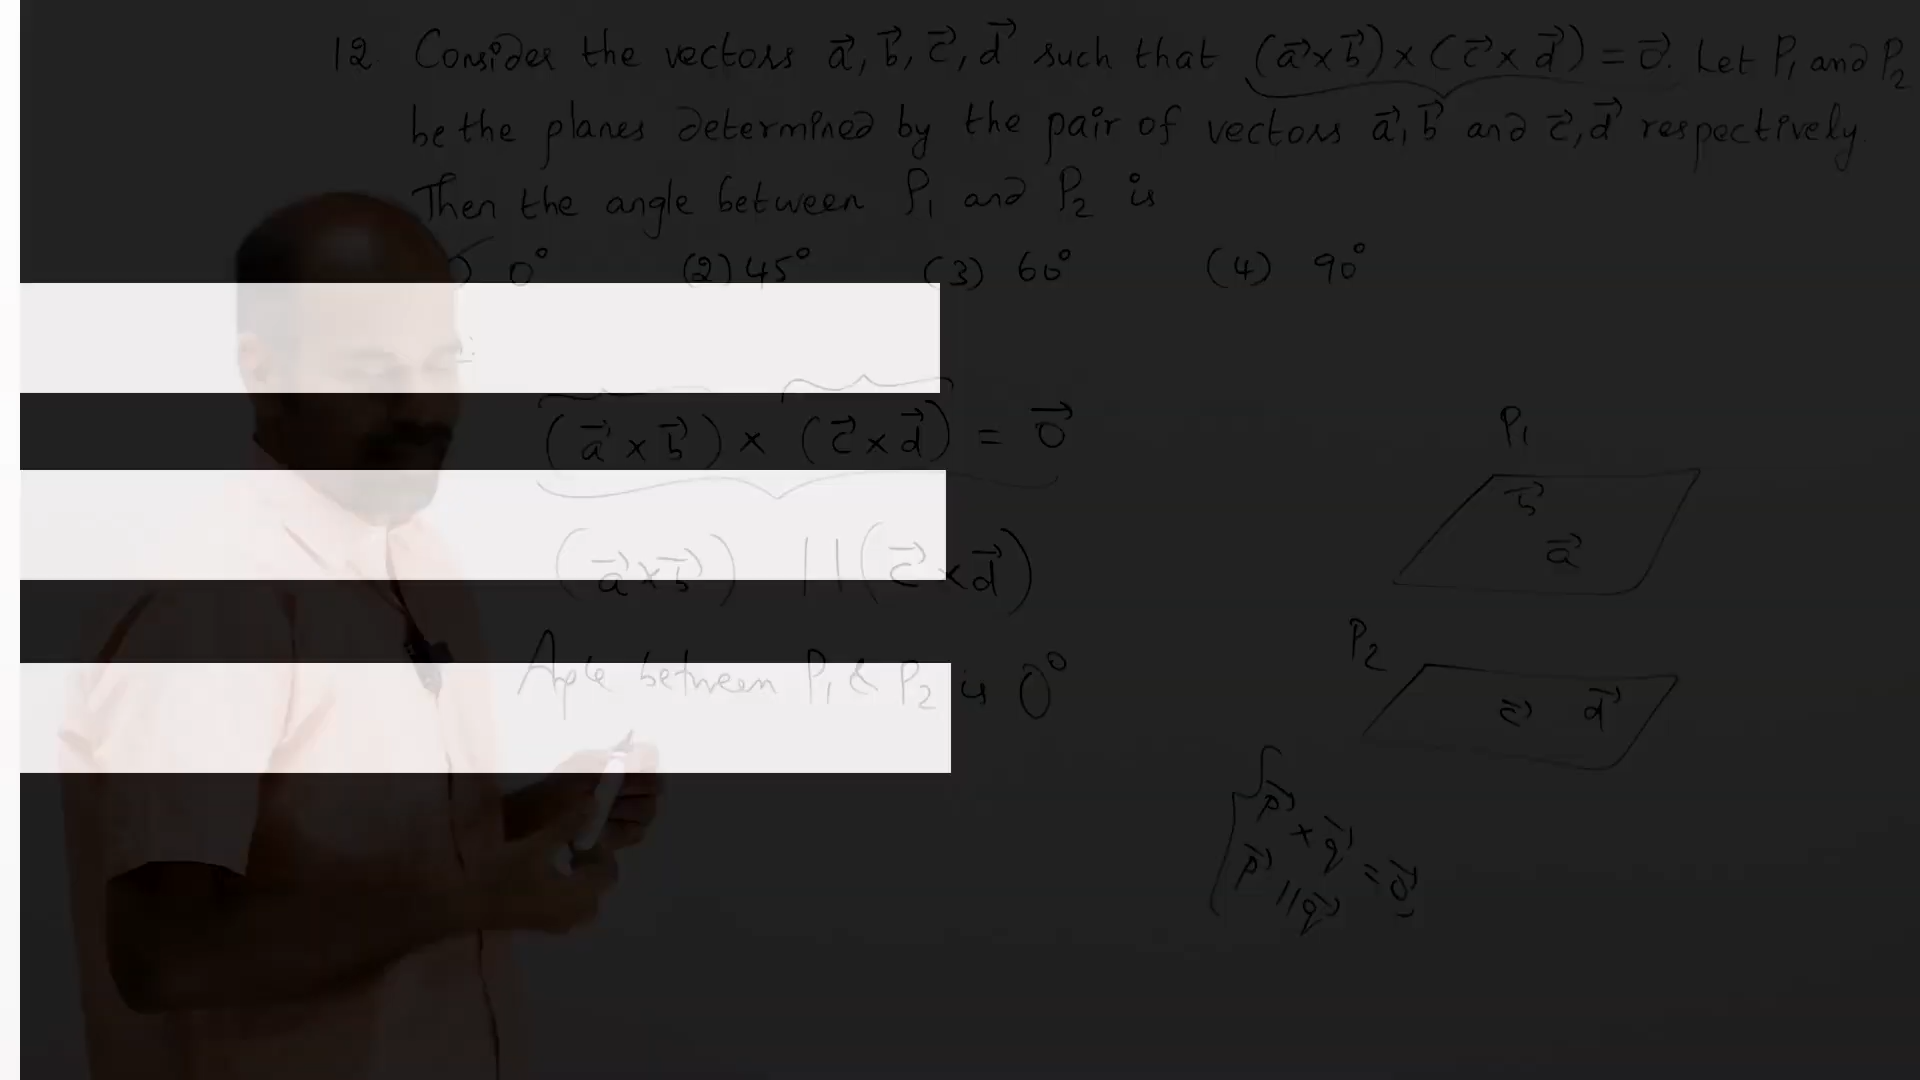 12. Consider the vectors a⃗, b⃗, c⃗, d⃗ such that (a⃗×b⃗)×(c⃗×d⃗)=0⃗. Let P₁ and P₂
be the planes determined by the pair of vectors a⃗, b⃗ and c⃗, d⃗ respectively.
Then the angle between P₁ and P₂ is
) 0° (2) 45° (3) 60° (4) 90°
(a⃗×b⃗)×(c⃗×d⃗) = 0⃗
(a⃗×b⃗) ||(c⃗×d⃗)
Angle between P₁ & P₂ is 0°
P₁
b⃗
a⃗
P₂
c⃗ d⃗
p⃗ × q⃗ = 0⃗
p⃗ || q⃗